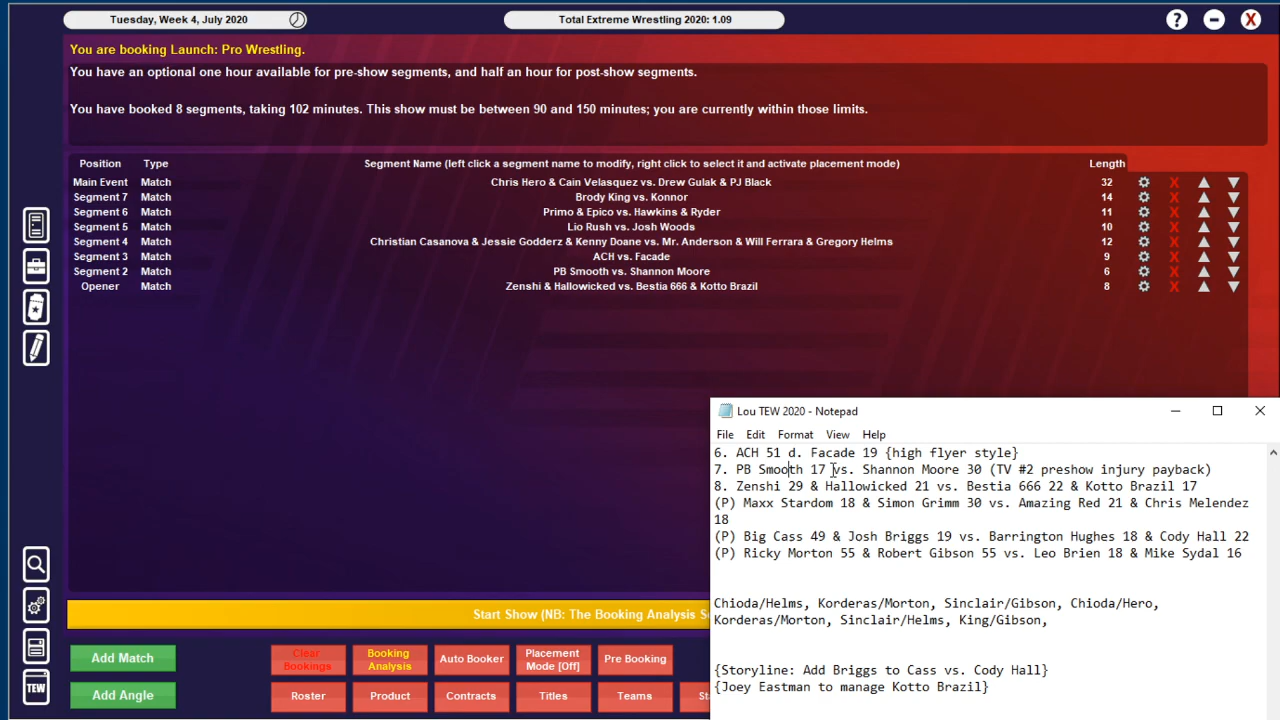 Tuesday, Week 4, July 2020
Total Extreme Wrestling 2020: 1.09
?
X
You are booking Launch: Pro Wrestling.
You have an optional one hour available for pre-show segments, and half an hour for post-show segments.
You have booked 8 segments, taking 102 minutes. This show must be between 90 and 150 minutes; you are currently within those limits.
Position Type Segment Name (left click a segment name to modify, right click to select it and activate placement mode) Length
Main Event Match Chris Hero & Cain Velasquez vs. Drew Gulak & PJ Black 32 X
Segment 7 Match Brody King vs. Konnor 14 X
Segment 6 Match Primo & Epico vs. Hawkins & Ryder 11 X
Segment 5 Match Lio Rush vs. Josh Woods 10 X
Segment 4 Match Christian Casanova & Jessie Godderz & Kenny Doane vs. Mr. Anderson & Will Ferrara & Gregory Helms 12 X
Segment 3 Match ACH vs. Facade 9 X
Segment 2 Match PB Smooth vs. Shannon Moore 6 X
Opener Match Zenshi & Hallowicked vs. Bestia 666 & Kotto Brazil 8 X
Start Show (NB: The Booking Analysis
Add Match
Clear Bookings
Booking Analysis
Auto Booker
Placement Mode [Off]
Pre Booking
Add Angle
Roster
Product
Contracts
Titles
Teams
TEW
Lou TEW 2020 - Notepad
File Edit Format View Help
6. ACH 51 d. Facade 19 {high flyer style}
7. PB Smooth 17 vs. Shannon Moore 30 (TV #2 preshow injury payback)
8. Zenshi 29 & Hallowicked 21 vs. Bestia 666 22 & Kotto Brazil 17
(P) Maxx Stardom 18 & Simon Grimm 30 vs. Amazing Red 21 & Chris Melendez
18
(P) Big Cass 49 & Josh Briggs 19 vs. Barrington Hughes 18 & Cody Hall 22
(P) Ricky Morton 55 & Robert Gibson 55 vs. Leo Brien 18 & Mike Sydal 16
Chioda/Helms, Korderas/Morton, Sinclair/Gibson, Chioda/Hero,
Korderas/Morton, Sinclair/Helms, King/Gibson,
{Storyline: Add Briggs to Cass vs. Cody Hall}
{Joey Eastman to manage Kotto Brazil}